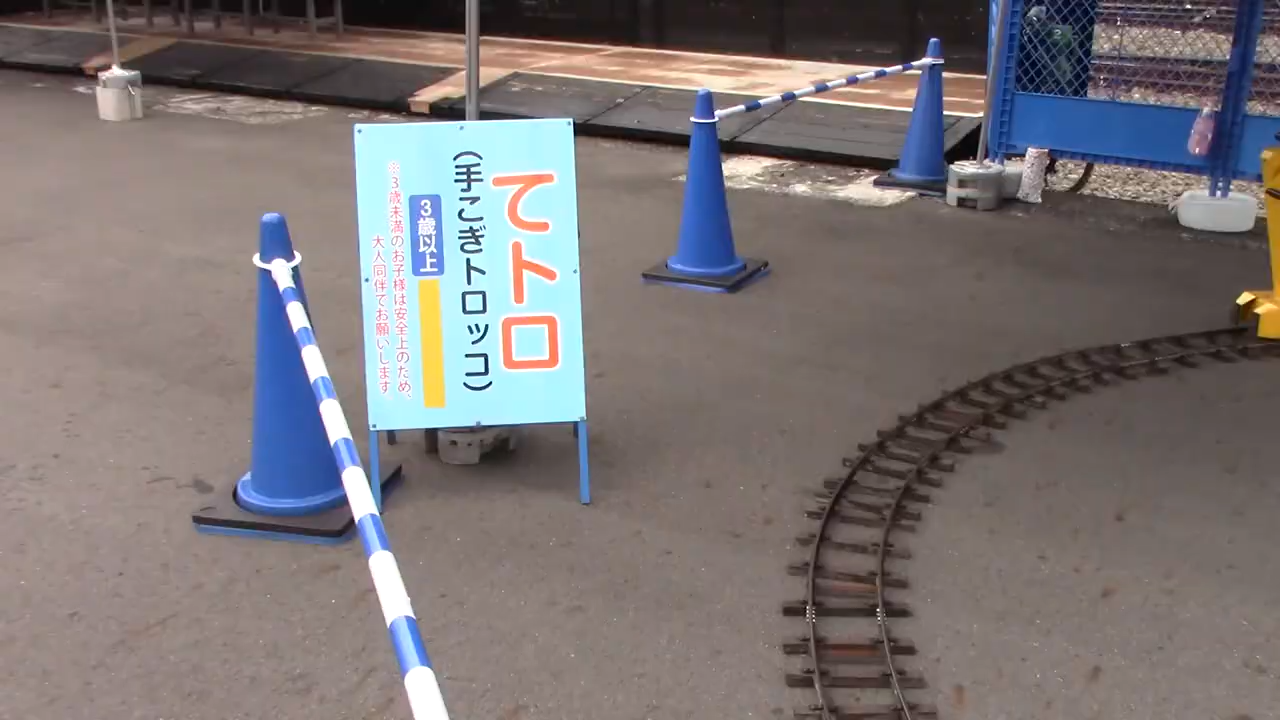 てトロ
(手こぎトロッコ)
3歳以上
※3歳未満のお子様は安全上のため、
大人同伴でお願いします